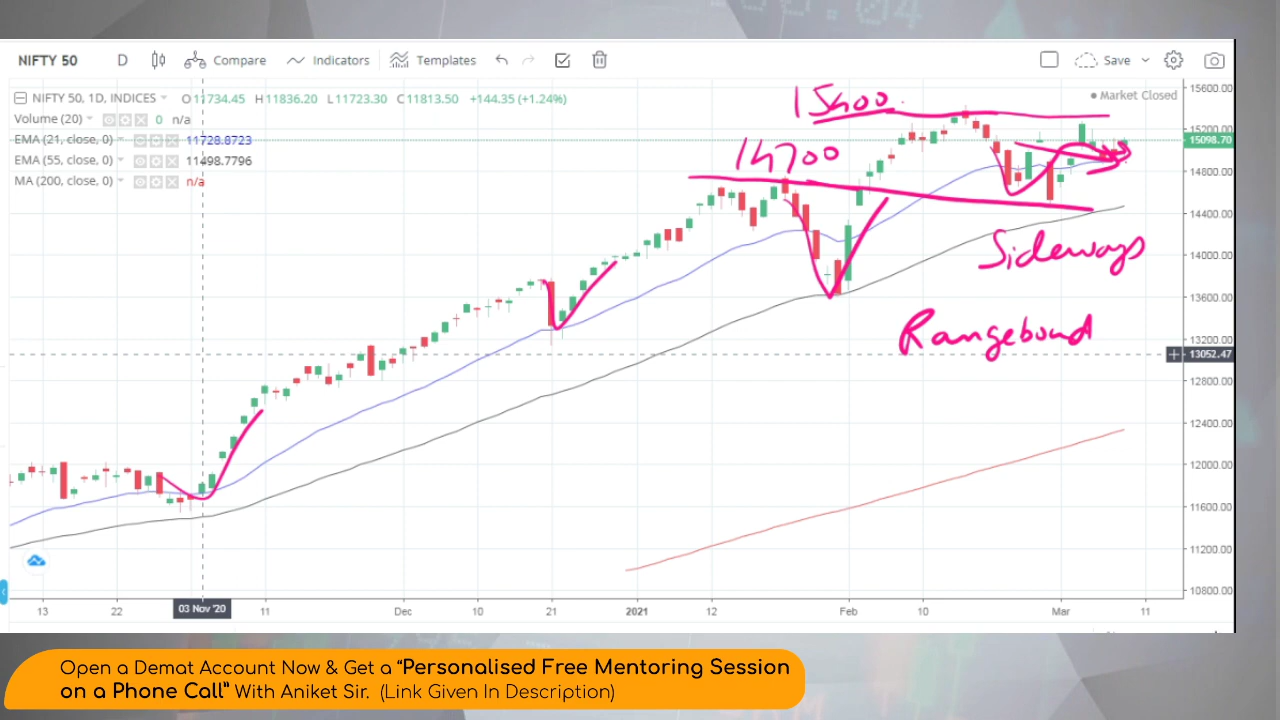 NIFTY 50 D Compare Indicators Templates Save
NIFTY 50, 1D, INDICES O11734.45 H11836.20 L11723.30 C11813.50 +144.35 (+1.24%)
Market Closed
Volume (20) 0 n/a
EMA (21, close, 0) 11728.8723
EMA (55, close, 0) 11498.7796
MA (200, close, 0) n/a
15400
14700
Sideways
Rangebound
15600.00
15200.00
15098.70
14800.00
14400.00
14000.00
13600.00
13200.00
13052.47
12800.00
12400.00
12000.00
11600.00
11200.00
10800.00
13 22 03 Nov '20 11 Dec 10 21 2021 12 Feb 10 Mar 11
Open a Demat Account Now & Get a “Personalised Free Mentoring Session
on a Phone Call” With Aniket Sir. (Link Given In Description)